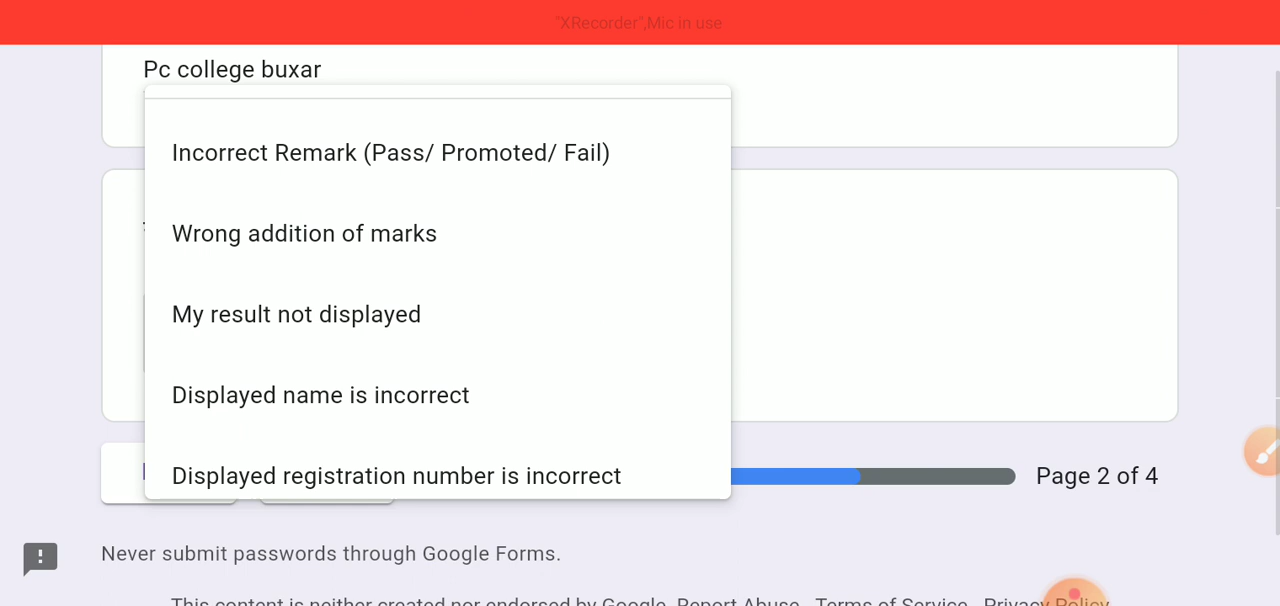 "XRecorder",Mic in use
Pc college buxar
Incorrect Remark (Pass/ Promoted/ Fail)
Wrong addition of marks
My result not displayed
Displayed name is incorrect
Displayed registration number is incorrect
Page 2 of 4
Never submit passwords through Google Forms.
This content is neither created nor endorsed by Google. Report Abuse - Terms of Service - Privacy Policy